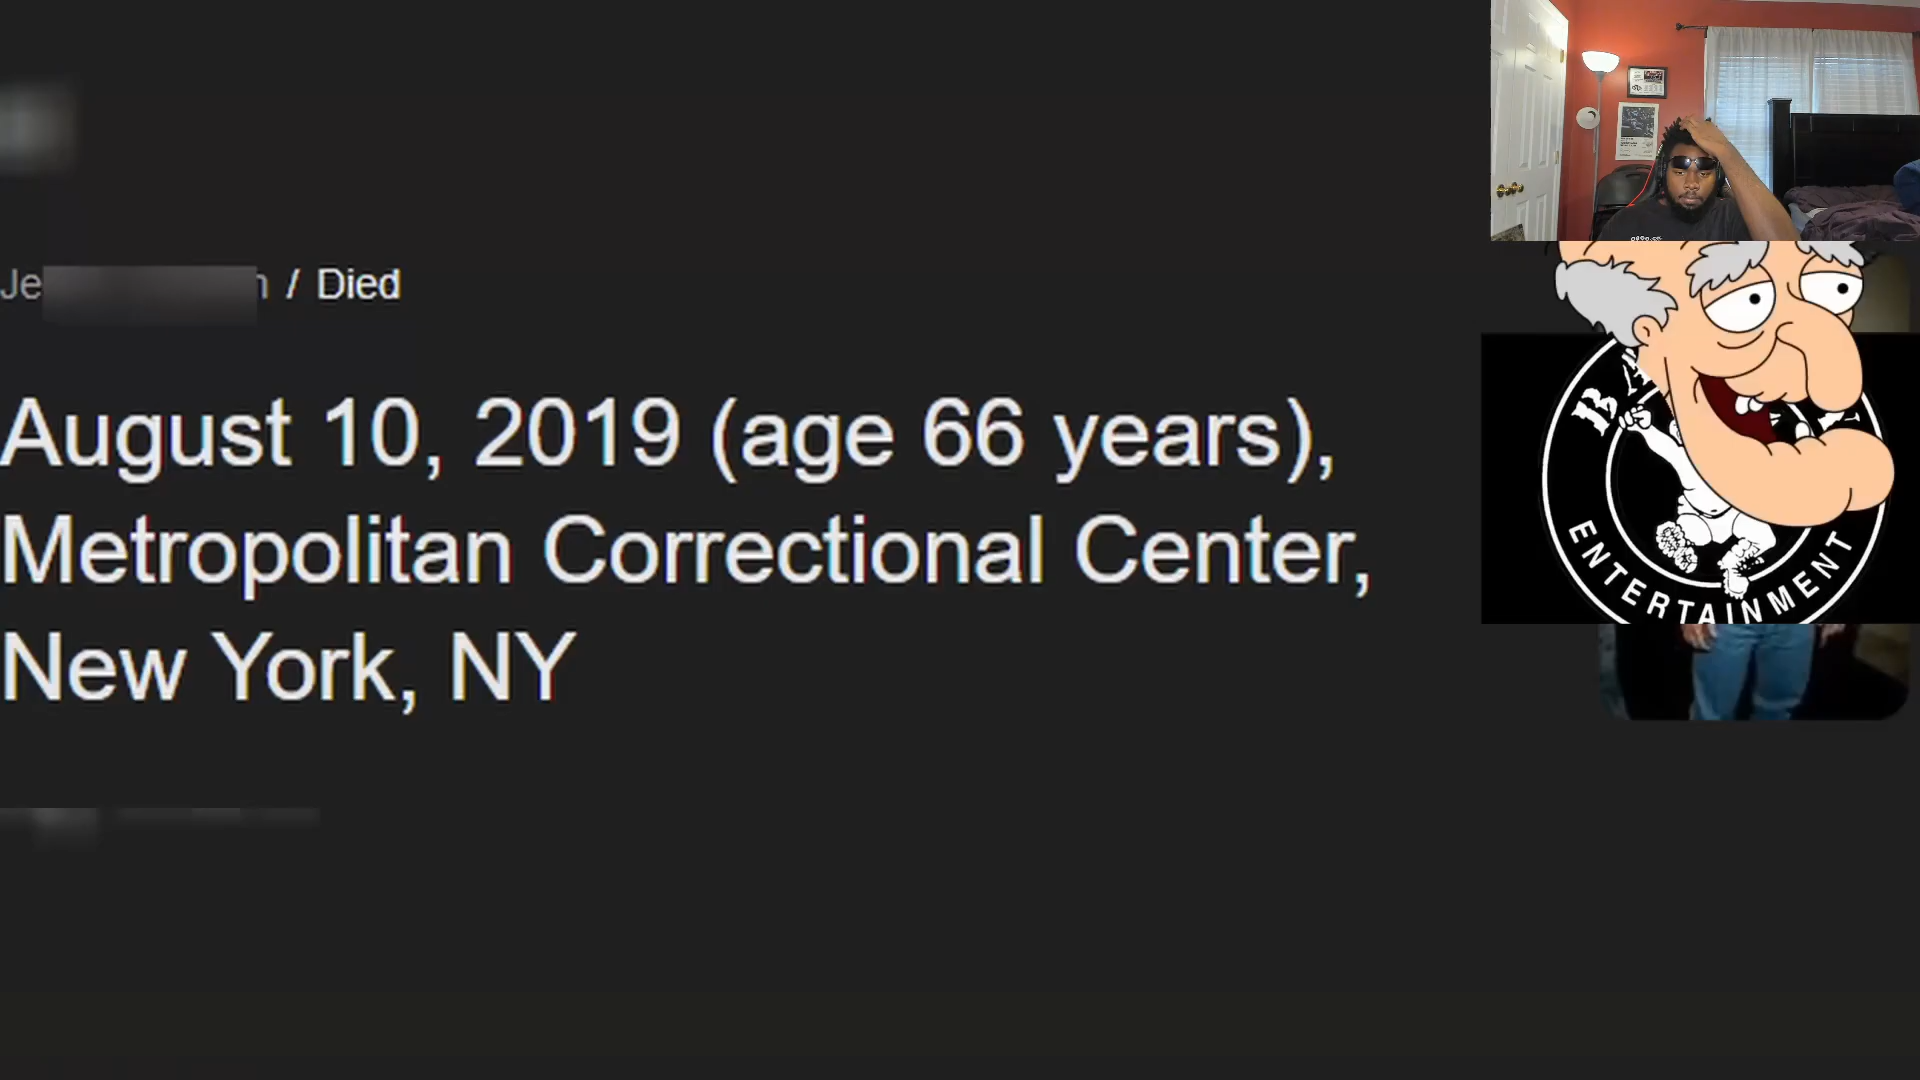 Je n / Died
August 10, 2019 (age 66 years),
Metropolitan Correctional Center,
New York, NY
ENTERTAINMENT